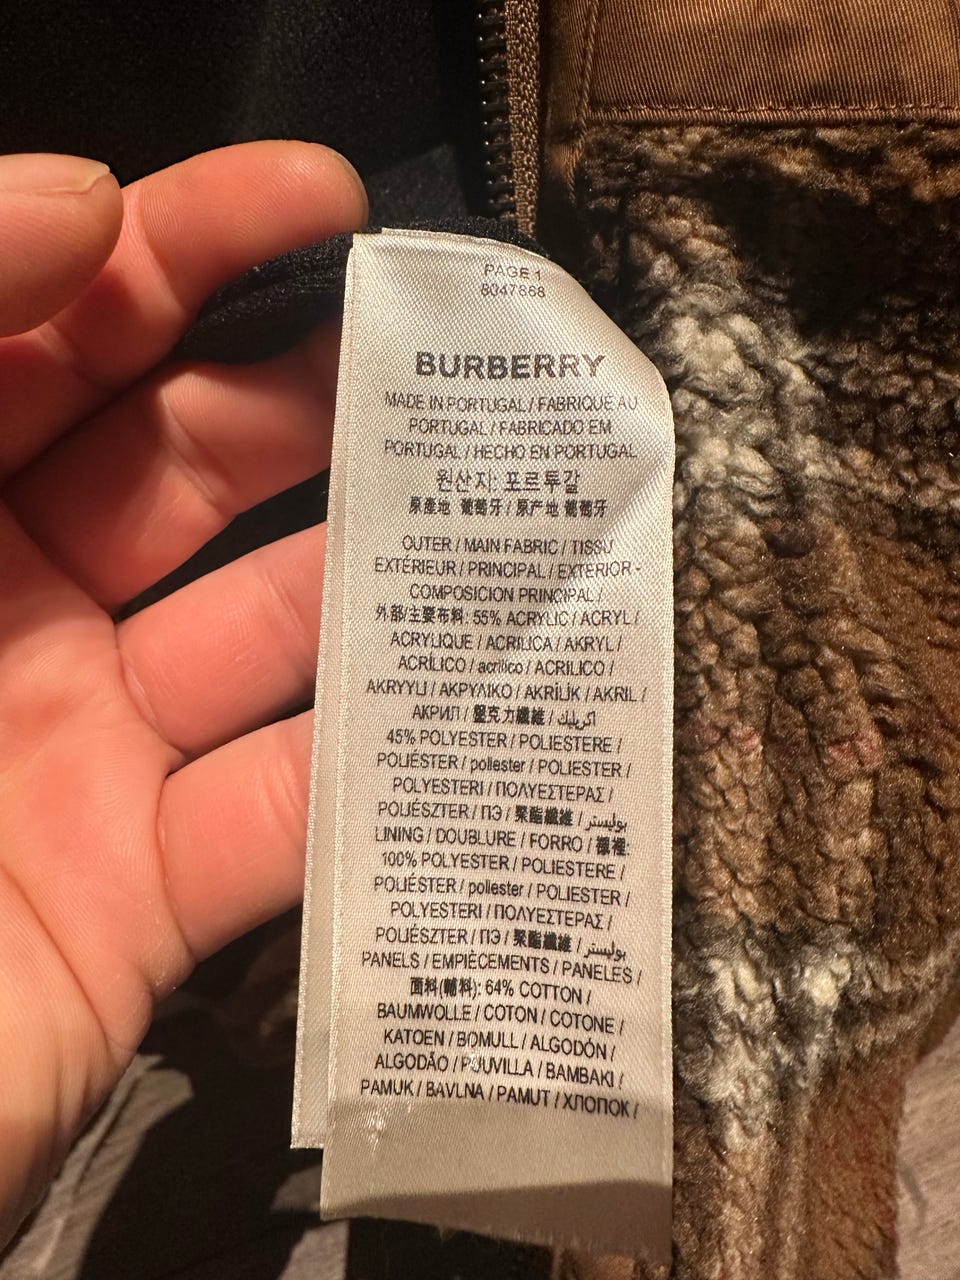 PAGE 1
8047868
BURBERRY
MADE IN PORTUGAL / FABRIQUÉ AU
PORTUGAL / FABRICADO EM
PORTUGAL / HECHO EN PORTUGAL
원산지: 포르투갈
原產地 葡萄牙 / 原产地 葡萄牙
OUTER / MAIN FABRIC / TISSU
EXTÉRIEUR / PRINCIPAL / EXTERIOR -
COMPOSICIÓN PRINCIPAL /
外部/主要布料: 55% ACRYLIC / ACRYL /
ACRYLIQUE / ACRILICA / AKRYL /
ACRÍLICO / acrílico / ACRILICO /
AKRYYLI / ΑΚΡΥΛΙΚΟ / AKRİLİK / AKRIL /
АКРИЛ / 堅克力纖維 / اكريليك
45% POLYESTER / POLIESTERE /
POLIÉSTER / poliester / POLIESTER /
POLYESTERI / ΠΟΛΥΕΣΤΕΡΑΣ /
POLIÉSZTER / ПЭ / 聚酯纖維 / بوليستر
LINING / DOUBLURE / FORRO / 襯裡:
100% POLYESTER / POLIESTERE /
POLIÉSTER / poliester / POLIESTER /
POLYESTERI / ΠΟΛΥΕΣΤΕΡΑΣ /
POLIÉSZTER / ПЭ / 聚酯纖維 / بوليستر
PANELS / EMPIÈCEMENTS / PANELES /
面料(輔料): 64% COTTON /
BAUMWOLLE / COTON / COTONE /
KATOEN / BOMULL / ALGODÓN /
ALGODÃO / PUUVILLA / ΒΑΜΒΑΚΙ /
PAMUK / BAVLNA / PAMUT / ХЛОПОК /